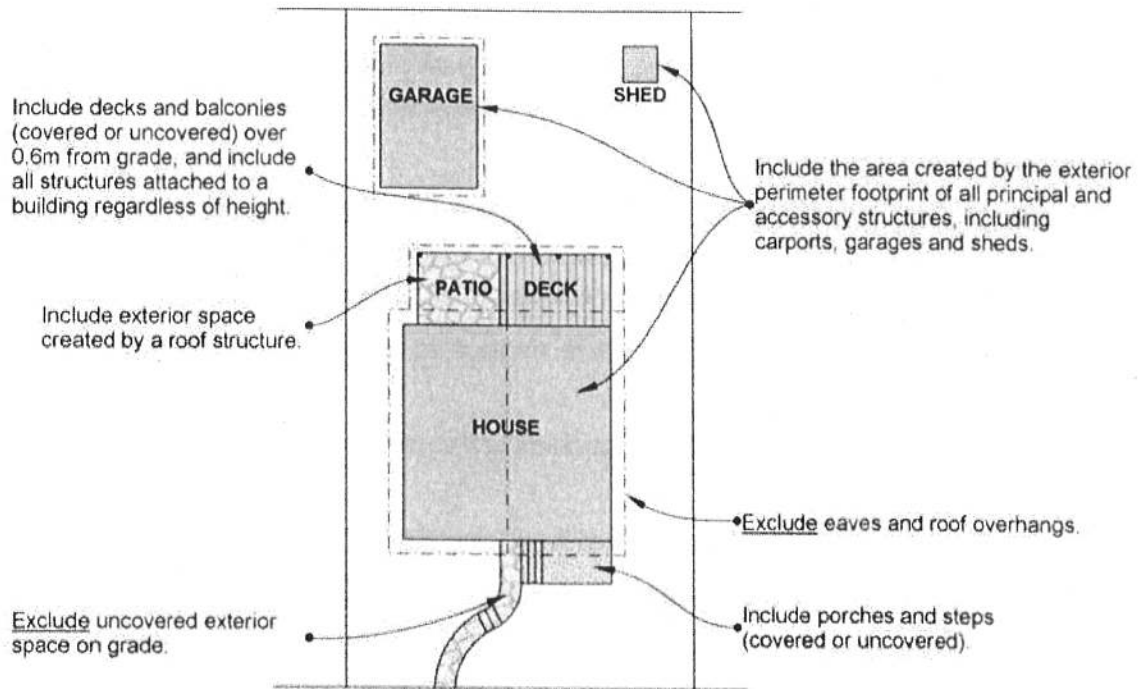 GARAGE
SHED
Include decks and balconies
(covered or uncovered) over
0.6m from grade, and include
all structures attached to a
building regardless of height.
Include the area created by the exterior
perimeter footprint of all principal and
accessory structures, including
carports, garages and sheds.
PATIO
DECK
Include exterior space
created by a roof structure.
HOUSE
Exclude eaves and roof overhangs.
Exclude uncovered exterior
space on grade.
Include porches and steps
(covered or uncovered).